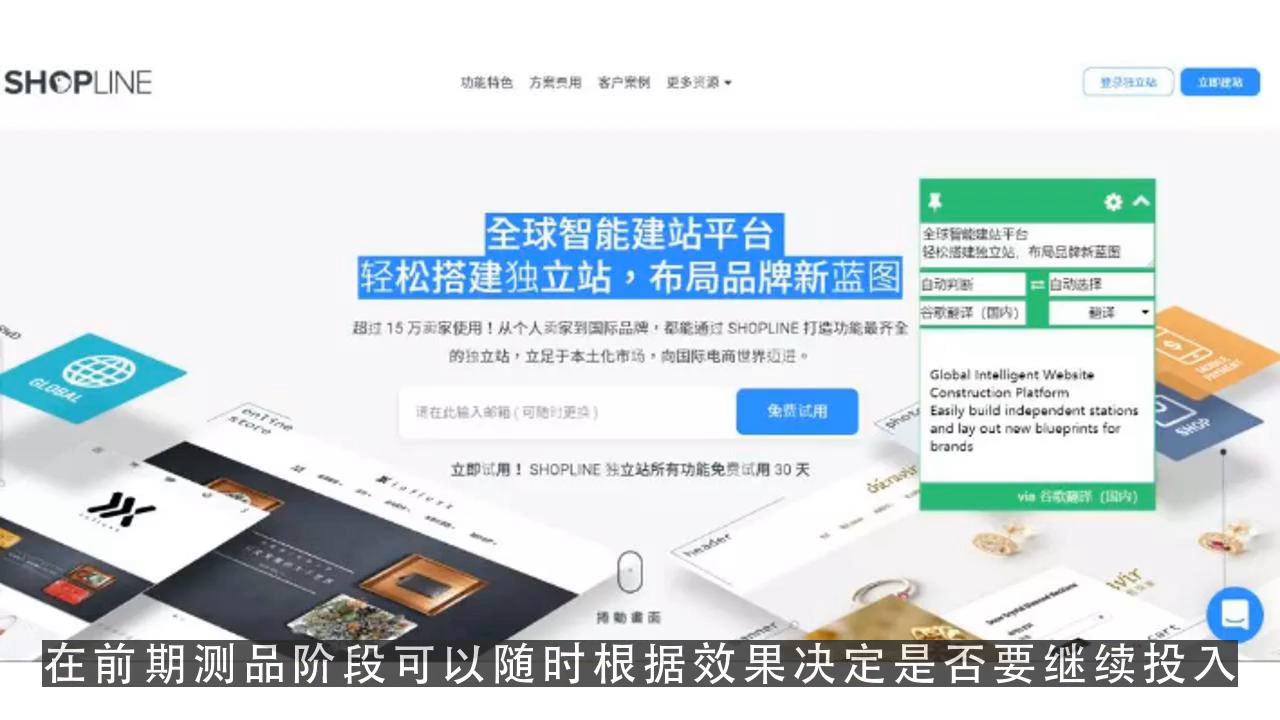 SHOPLINE
功能特色 方案费用 客户案例 更多资源
登录独立站 立即建站
全球智能建站平台
轻松搭建独立站，布局品牌新蓝图
超过 15 万卖家使用！从个人卖家到国际品牌，都能通过 SHOPLINE 打造功能最齐全
的独立站，立足于本土化市场，向国际电商世界迈进。
请在此输入邮箱 ( 可随时更换 )
免费试用
立即试用！ SHOPLINE 独立站所有功能免费试用 30 天
全球智能建站平台
轻松搭建独立站，布局品牌新蓝图
自动判断 自动选择
谷歌翻译（国内） 翻译
Global Intelligent Website
Construction Platform
Easily build independent stations
and lay out new blueprints for
brands
via 谷歌翻译（国内）
GLOBAL
online
store
MOBILE
PAYMENT
SHOP
photo
header
cart
捲動畫面
在前期测品阶段可以随时根据效果决定是否要继续投入